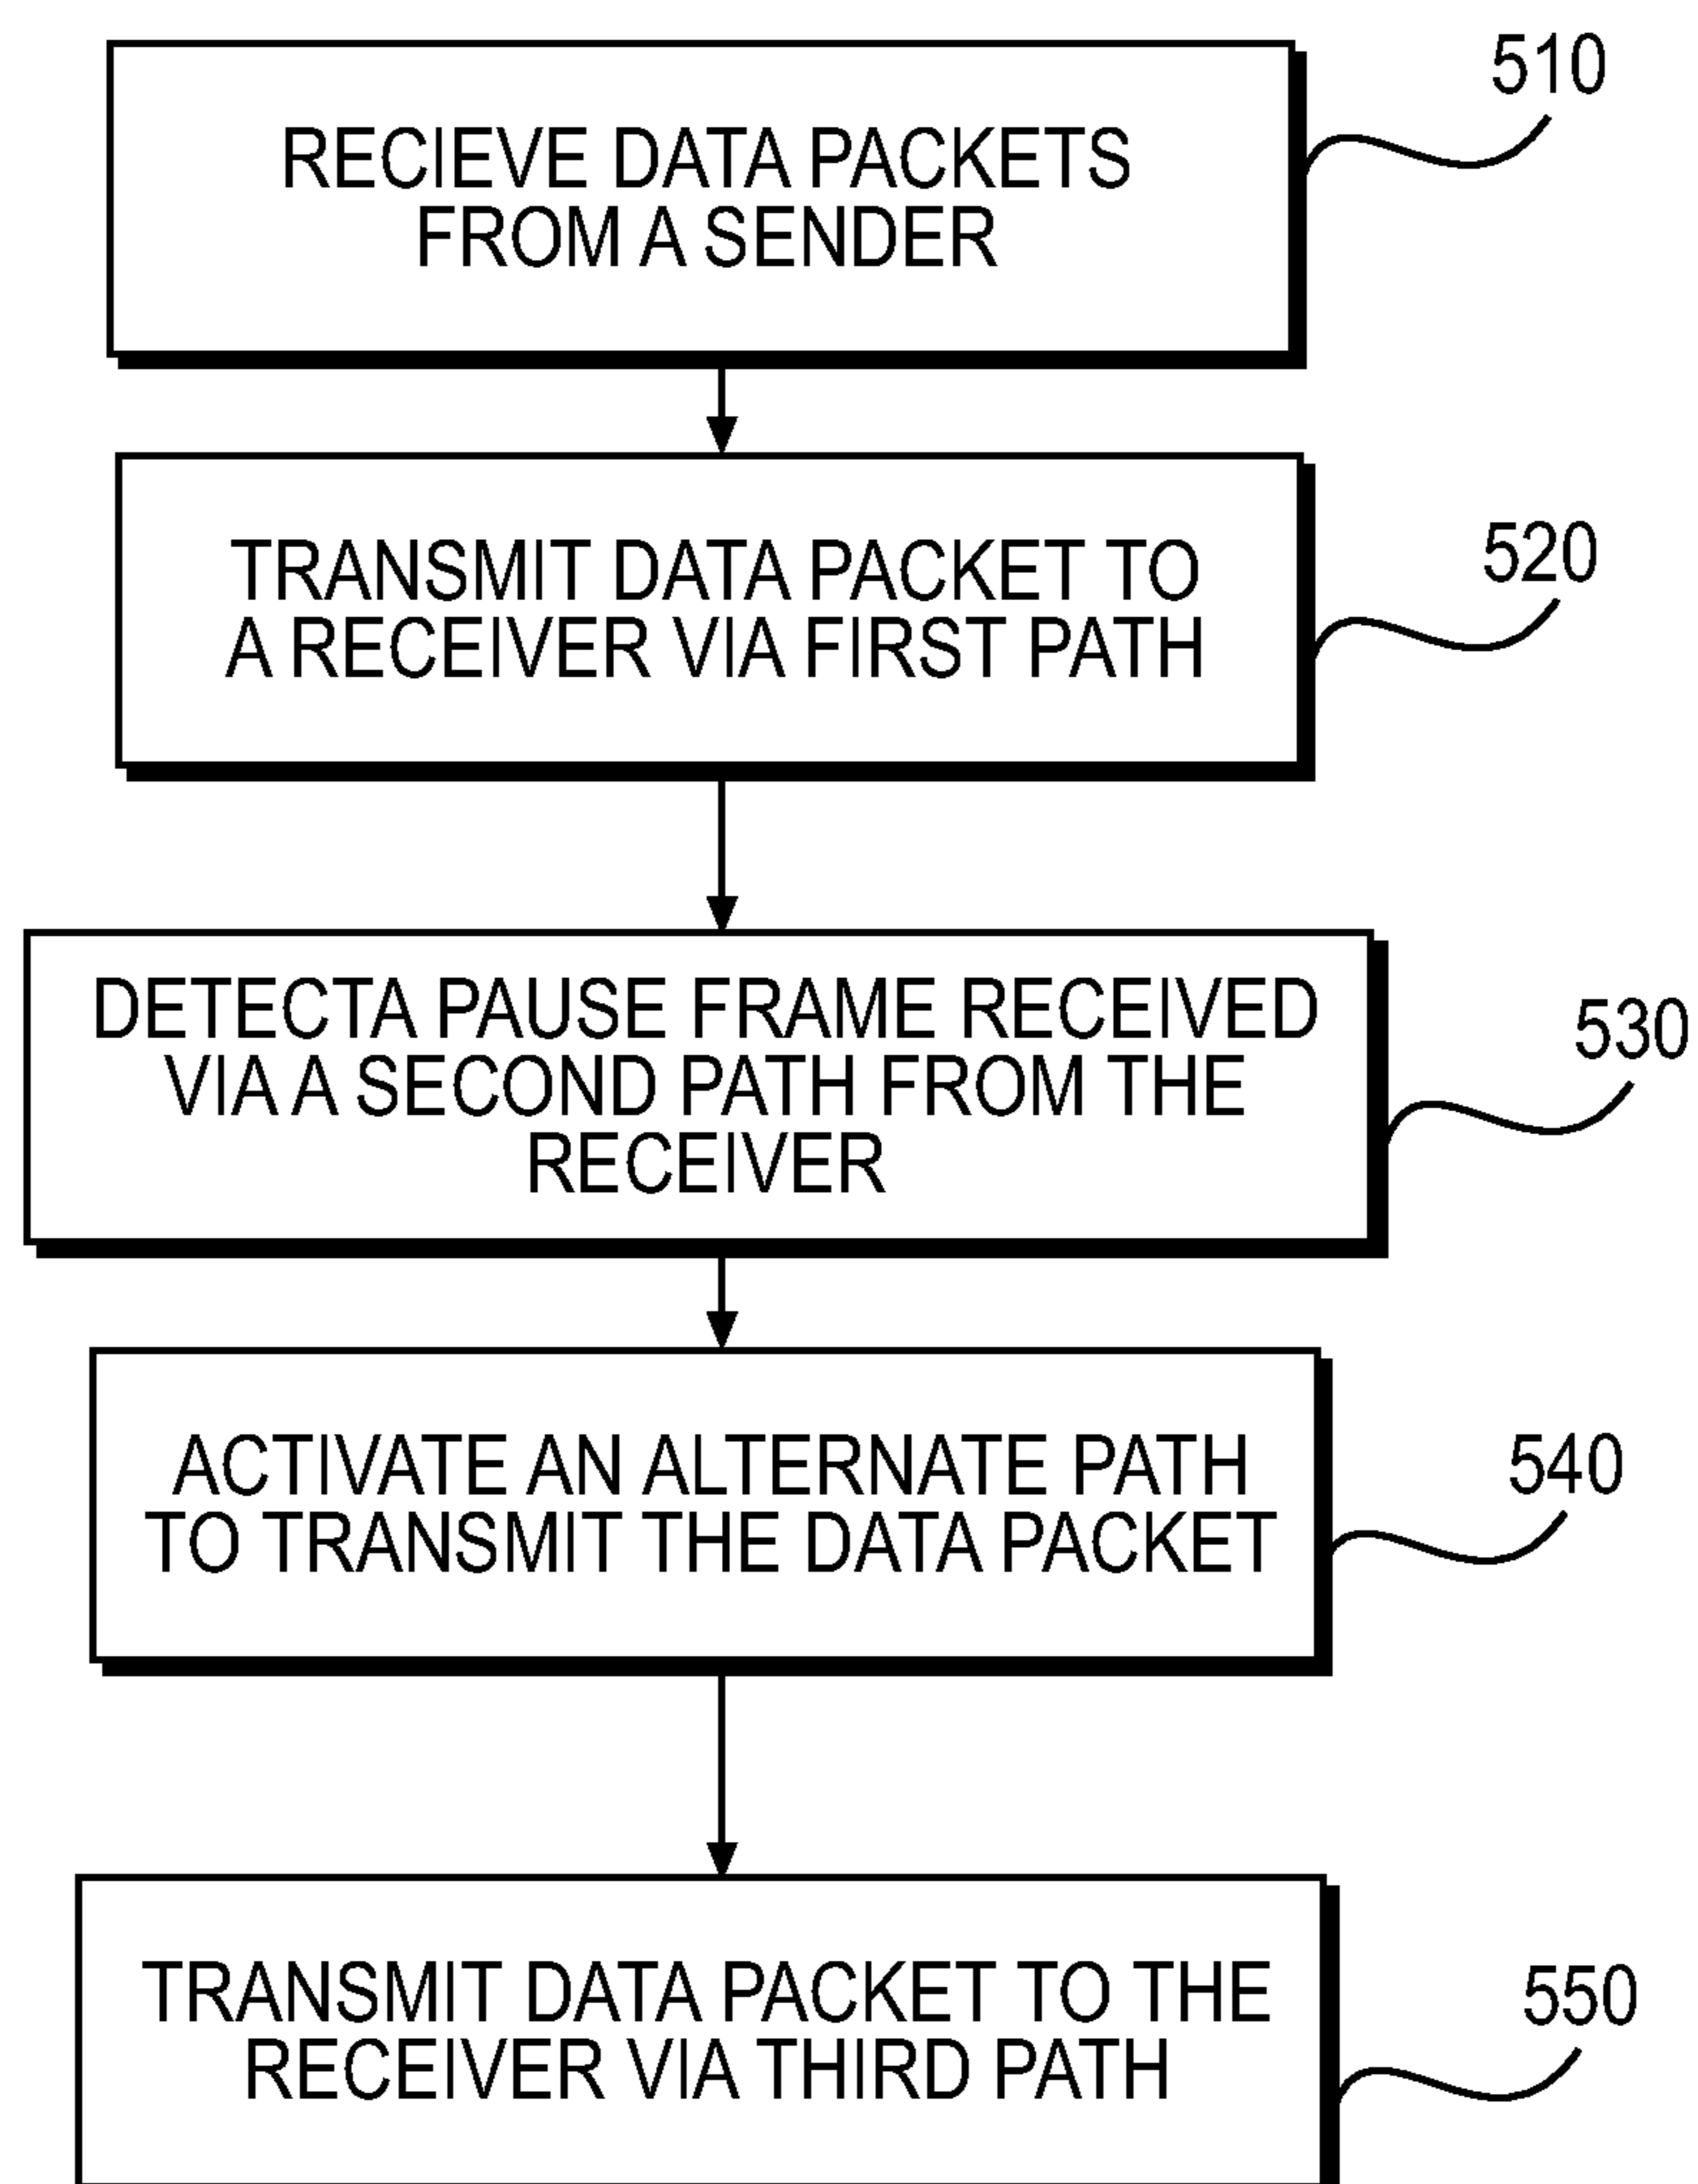 510
RECIEVE DATA PACKETS
FROM A SENDER
520
TRANSMIT DATA PACKET TO
A RECEIVER VIA FIRST PATH
530
DETECTA PAUSE FRAME RECEIVED
VIA A SECOND PATH FROM THE
RECEIVER
540
ACTIVATE AN ALTERNATE PATH
TO TRANSMIT THE DATA PACKET
550
TRANSMIT DATA PACKET TO THE
RECEIVER VIA THIRD PATH